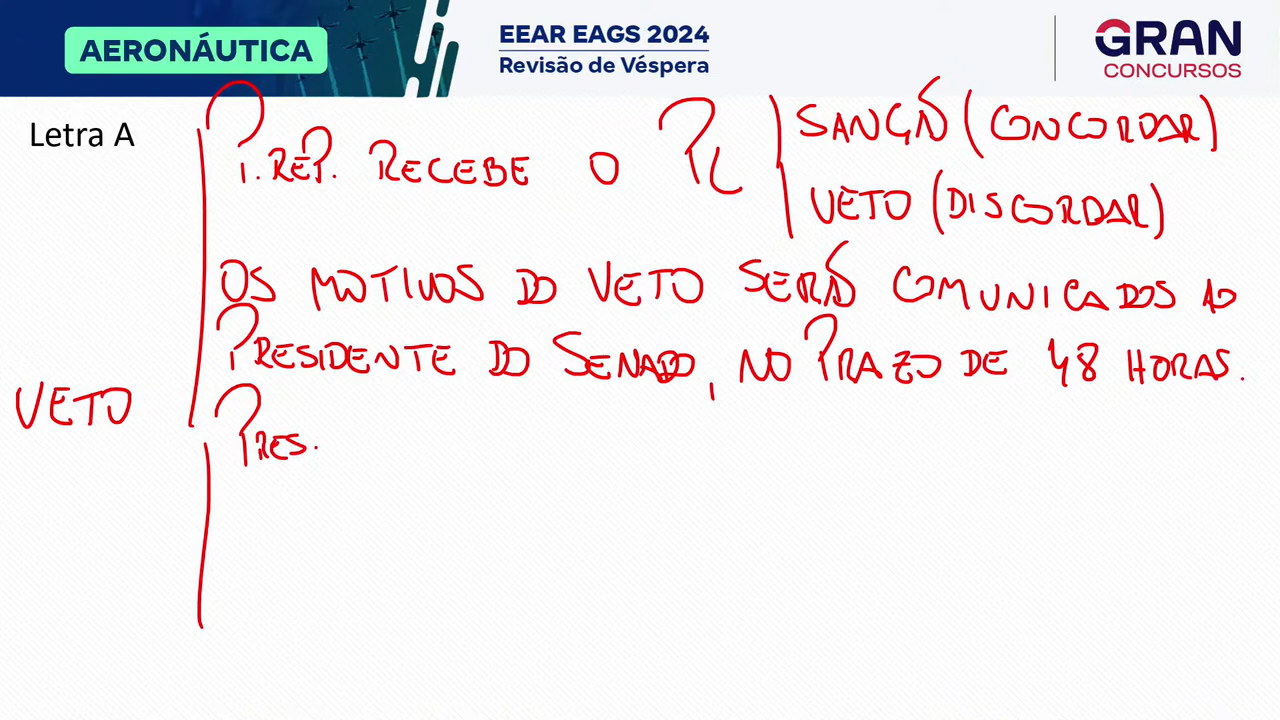 AERONÁUTICA
EEAR EAGS 2024
Revisão de Véspera
GRAN
CONCURSOS
Letra A
P. REP. RECEBE O PL
SANÇÃO (CONCORDAR)
VETO (DISCORDAR)
OS MOTIVOS DO VETO SERÃO COMUNICADOS AO
PRESIDENTE DO SENADO, NO PRAZO DE 48 HORAS.
VETO
PRES.